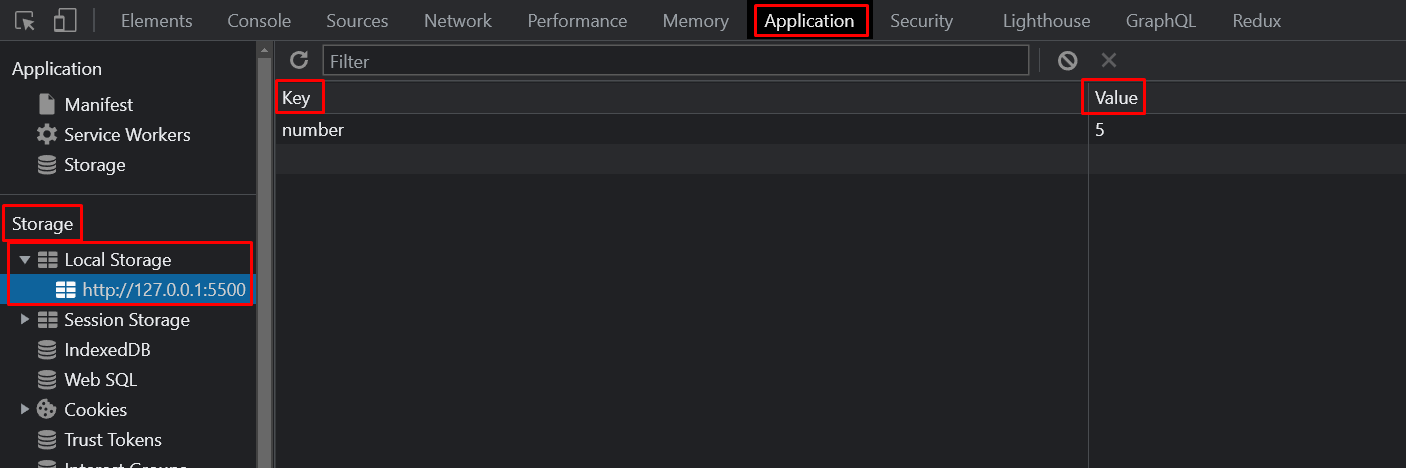 Elements Console Sources Network Performance Memory Application Security Lighthouse GraphQL Redux
Application
Manifest
Service Workers
Storage
Storage
Local Storage
http://127.0.0.1:5500
Session Storage
IndexedDB
Web SQL
Cookies
Trust Tokens
Interest Groups
Filter
Key Value
number 5